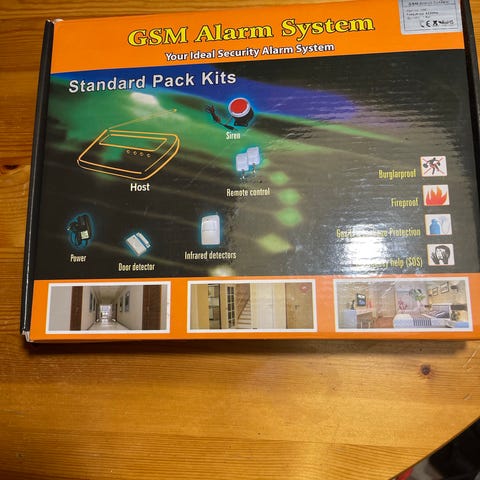 GSM Alarm System
Your Ideal Security Alarm System
Standard Pack Kits
Siren
Host
Remote control
Burglarproof
Fireproof
Protection
help (SOS)
Power
Door detector
Infrared detectors